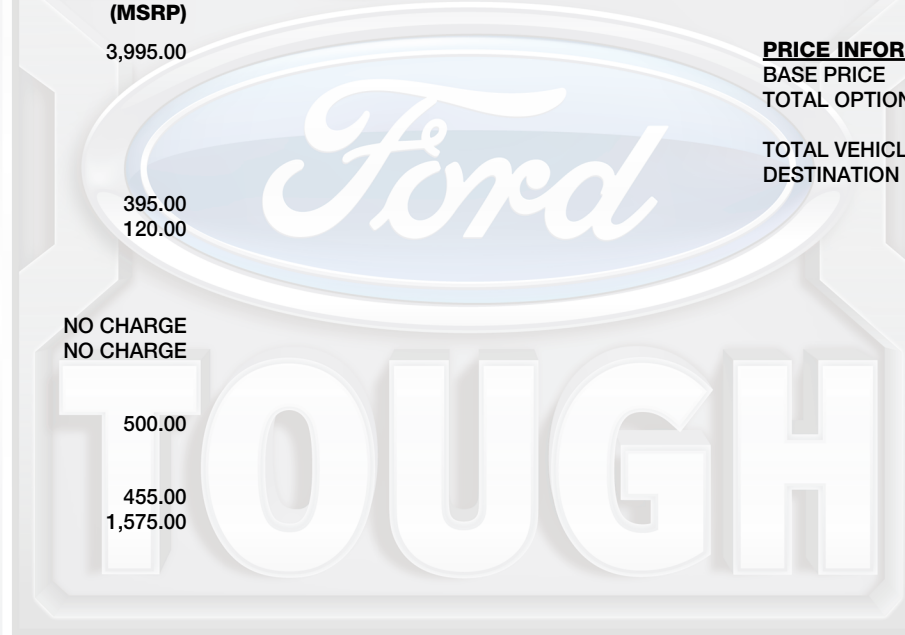 (MSRP)
3,995.00
395.00
120.00
NO CHARGE
NO CHARGE
500.00
455.00
1,575.00
PRICE INFOR
BASE PRICE
TOTAL OPTION
TOTAL VEHICL
DESTINATION
Ford
TOUGH